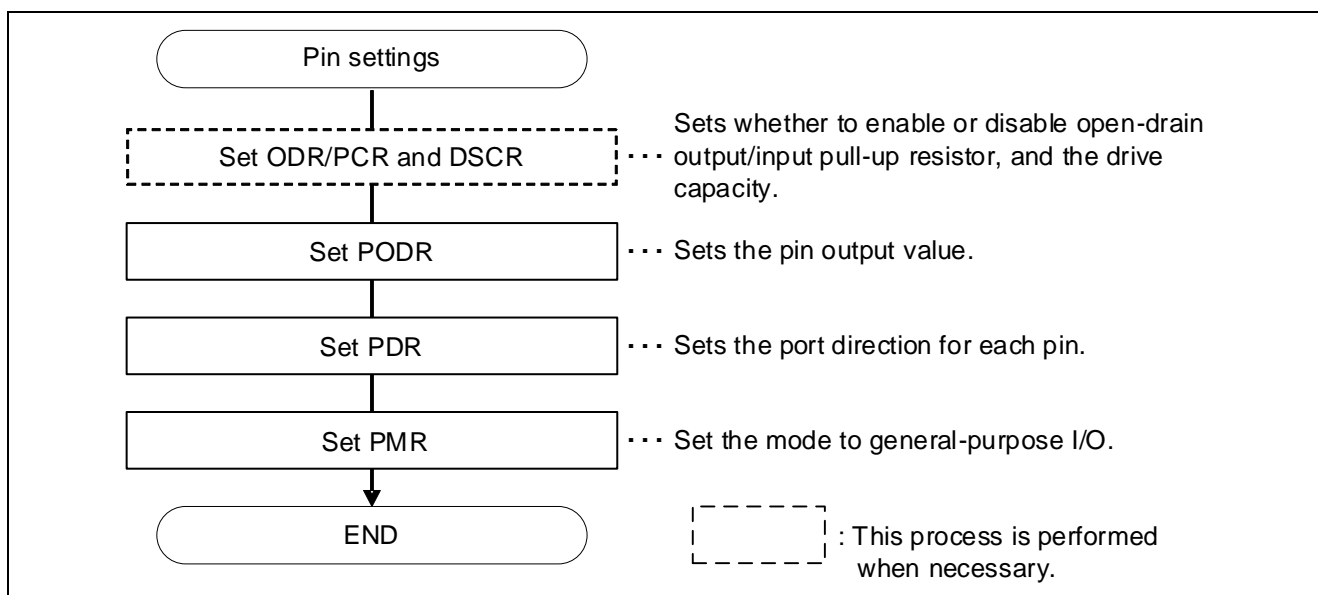 Pin settings
Set ODR/PCR and DSCR
Sets whether to enable or disable open-drain
output/input pull-up resistor, and the drive
capacity.
Set PODR
Sets the pin output value.
Set PDR
Sets the port direction for each pin.
Set PMR
Set the mode to general-purpose I/O.
END
: This process is performed
when necessary.